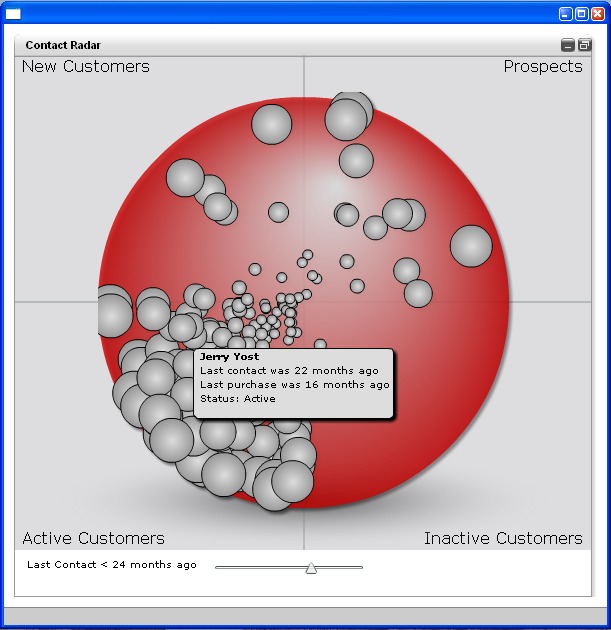 Contact Radar
New Customers
Prospects
Jerry Yost
Last contact was 22 months ago
Last purchase was 16 months ago
Status: Active
Active Customers
Inactive Customers
Last Contact < 24 months ago